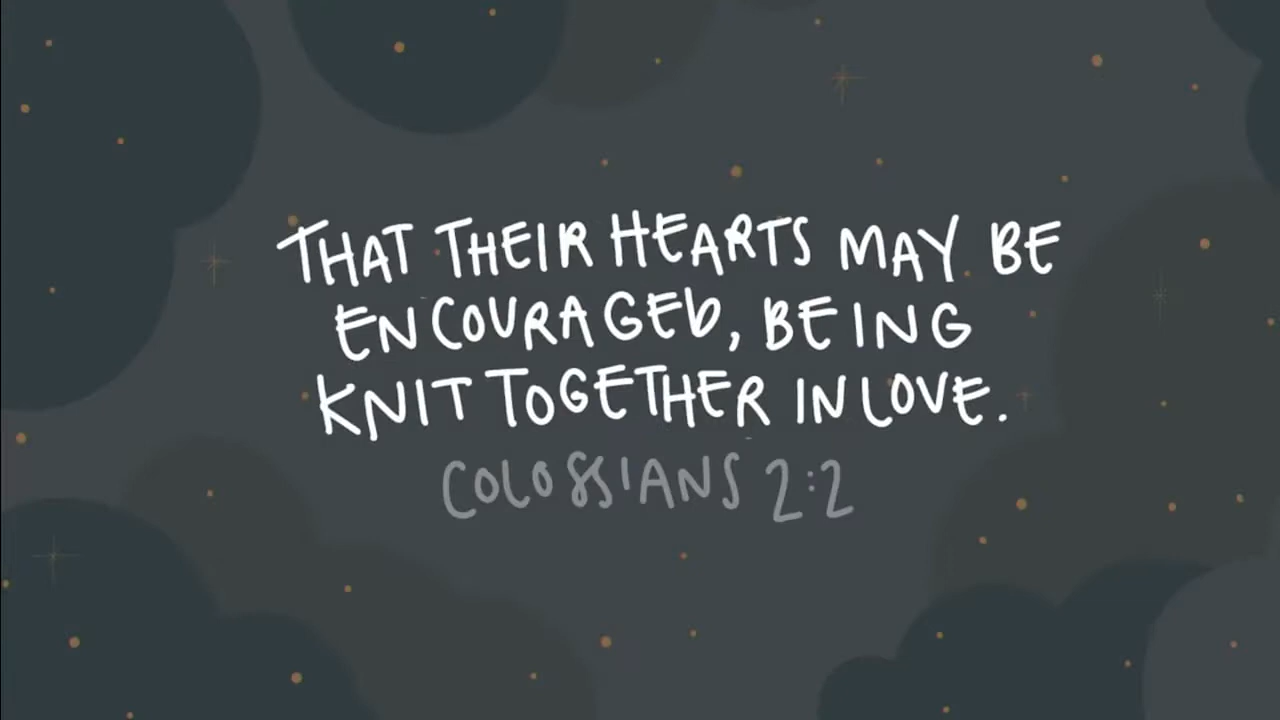 THAT THEIR HEARTS MAY BE
ENCOURAGEd, BEING
KNIT TOGETHER IN LOVE.
COLOSSIANS 2:2